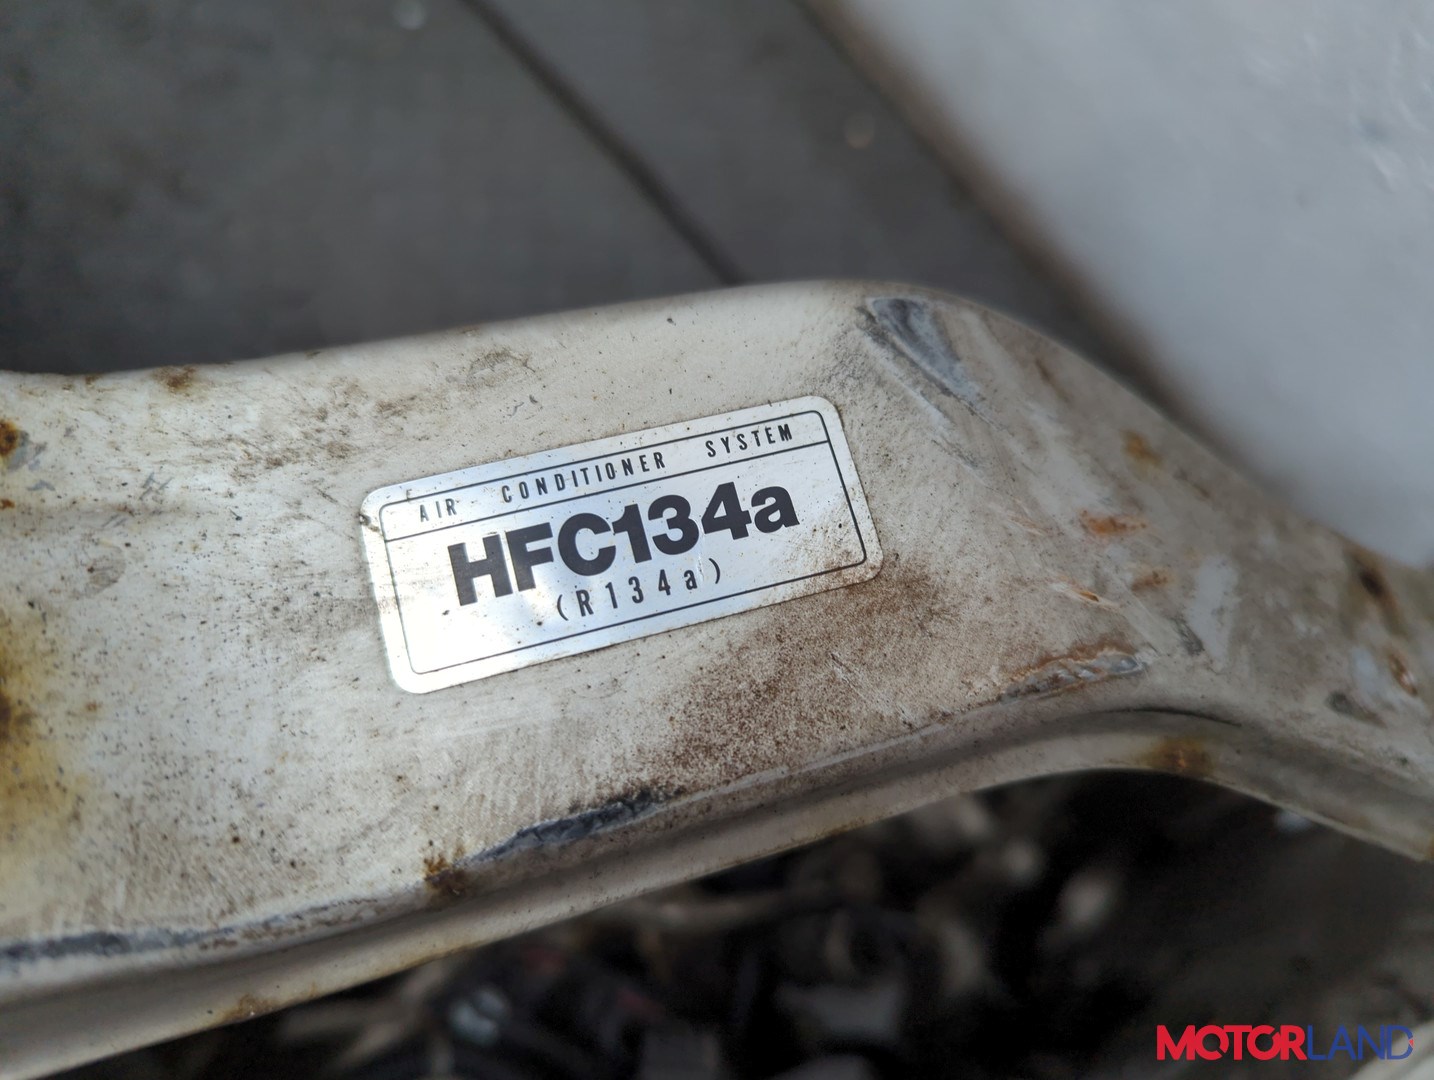 AIR CONDITIONER SYSTEM
HFC134a
(R134a)
MOTORLAND